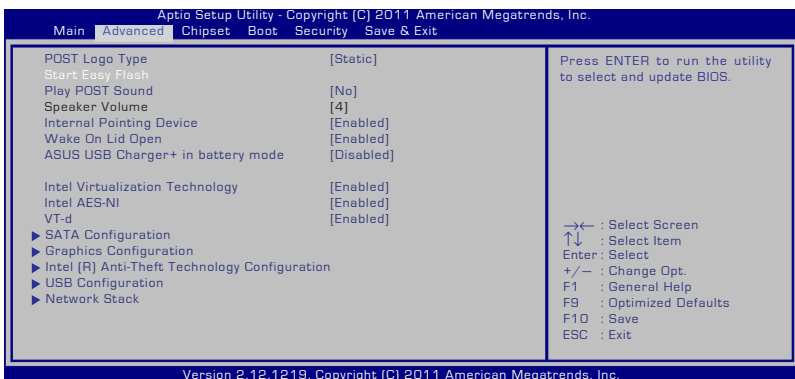 Aptio Setup Utility - Copyright (C) 2011 American Megatrends, Inc.
Main Advanced Chipset Boot Security Save & Exit
POST Logo Type [Static]
Start Easy Flash
Play POST Sound [No]
Speaker Volume [4]
Internal Pointing Device [Enabled]
Wake On Lid Open [Enabled]
ASUS USB Charger+ in battery mode [Disabled]
Intel Virtualization Technology [Enabled]
Intel AES-NI [Enabled]
VT-d [Enabled]
SATA Configuration
Graphics Configuration
Intel (R) Anti-Theft Technology Configuration
USB Configuration
Network Stack
Press ENTER to run the utility
to select and update BIOS.
→← : Select Screen
↑↓ : Select Item
Enter : Select
+/— : Change Opt.
F1 : General Help
F9 : Optimized Defaults
F10 : Save
ESC : Exit
Version 2.12.1219. Copyright (C) 2011 American Megatrends, Inc.